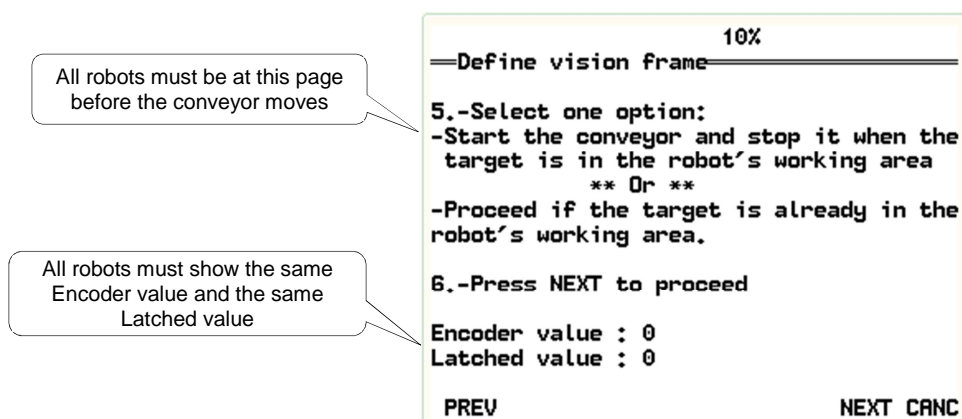 All robots must be at this page
before the conveyor moves
All robots must show the same
Encoder value and the same
Latched value
10%
Define vision frame
5.-Select one option:
-Start the conveyor and stop it when the
target is in the robot's working area
** Or **
-Proceed if the target is already in the
robot's working area.
6.-Press NEXT to proceed
Encoder value : 0
Latched value : 0
PREV NEXT CANC